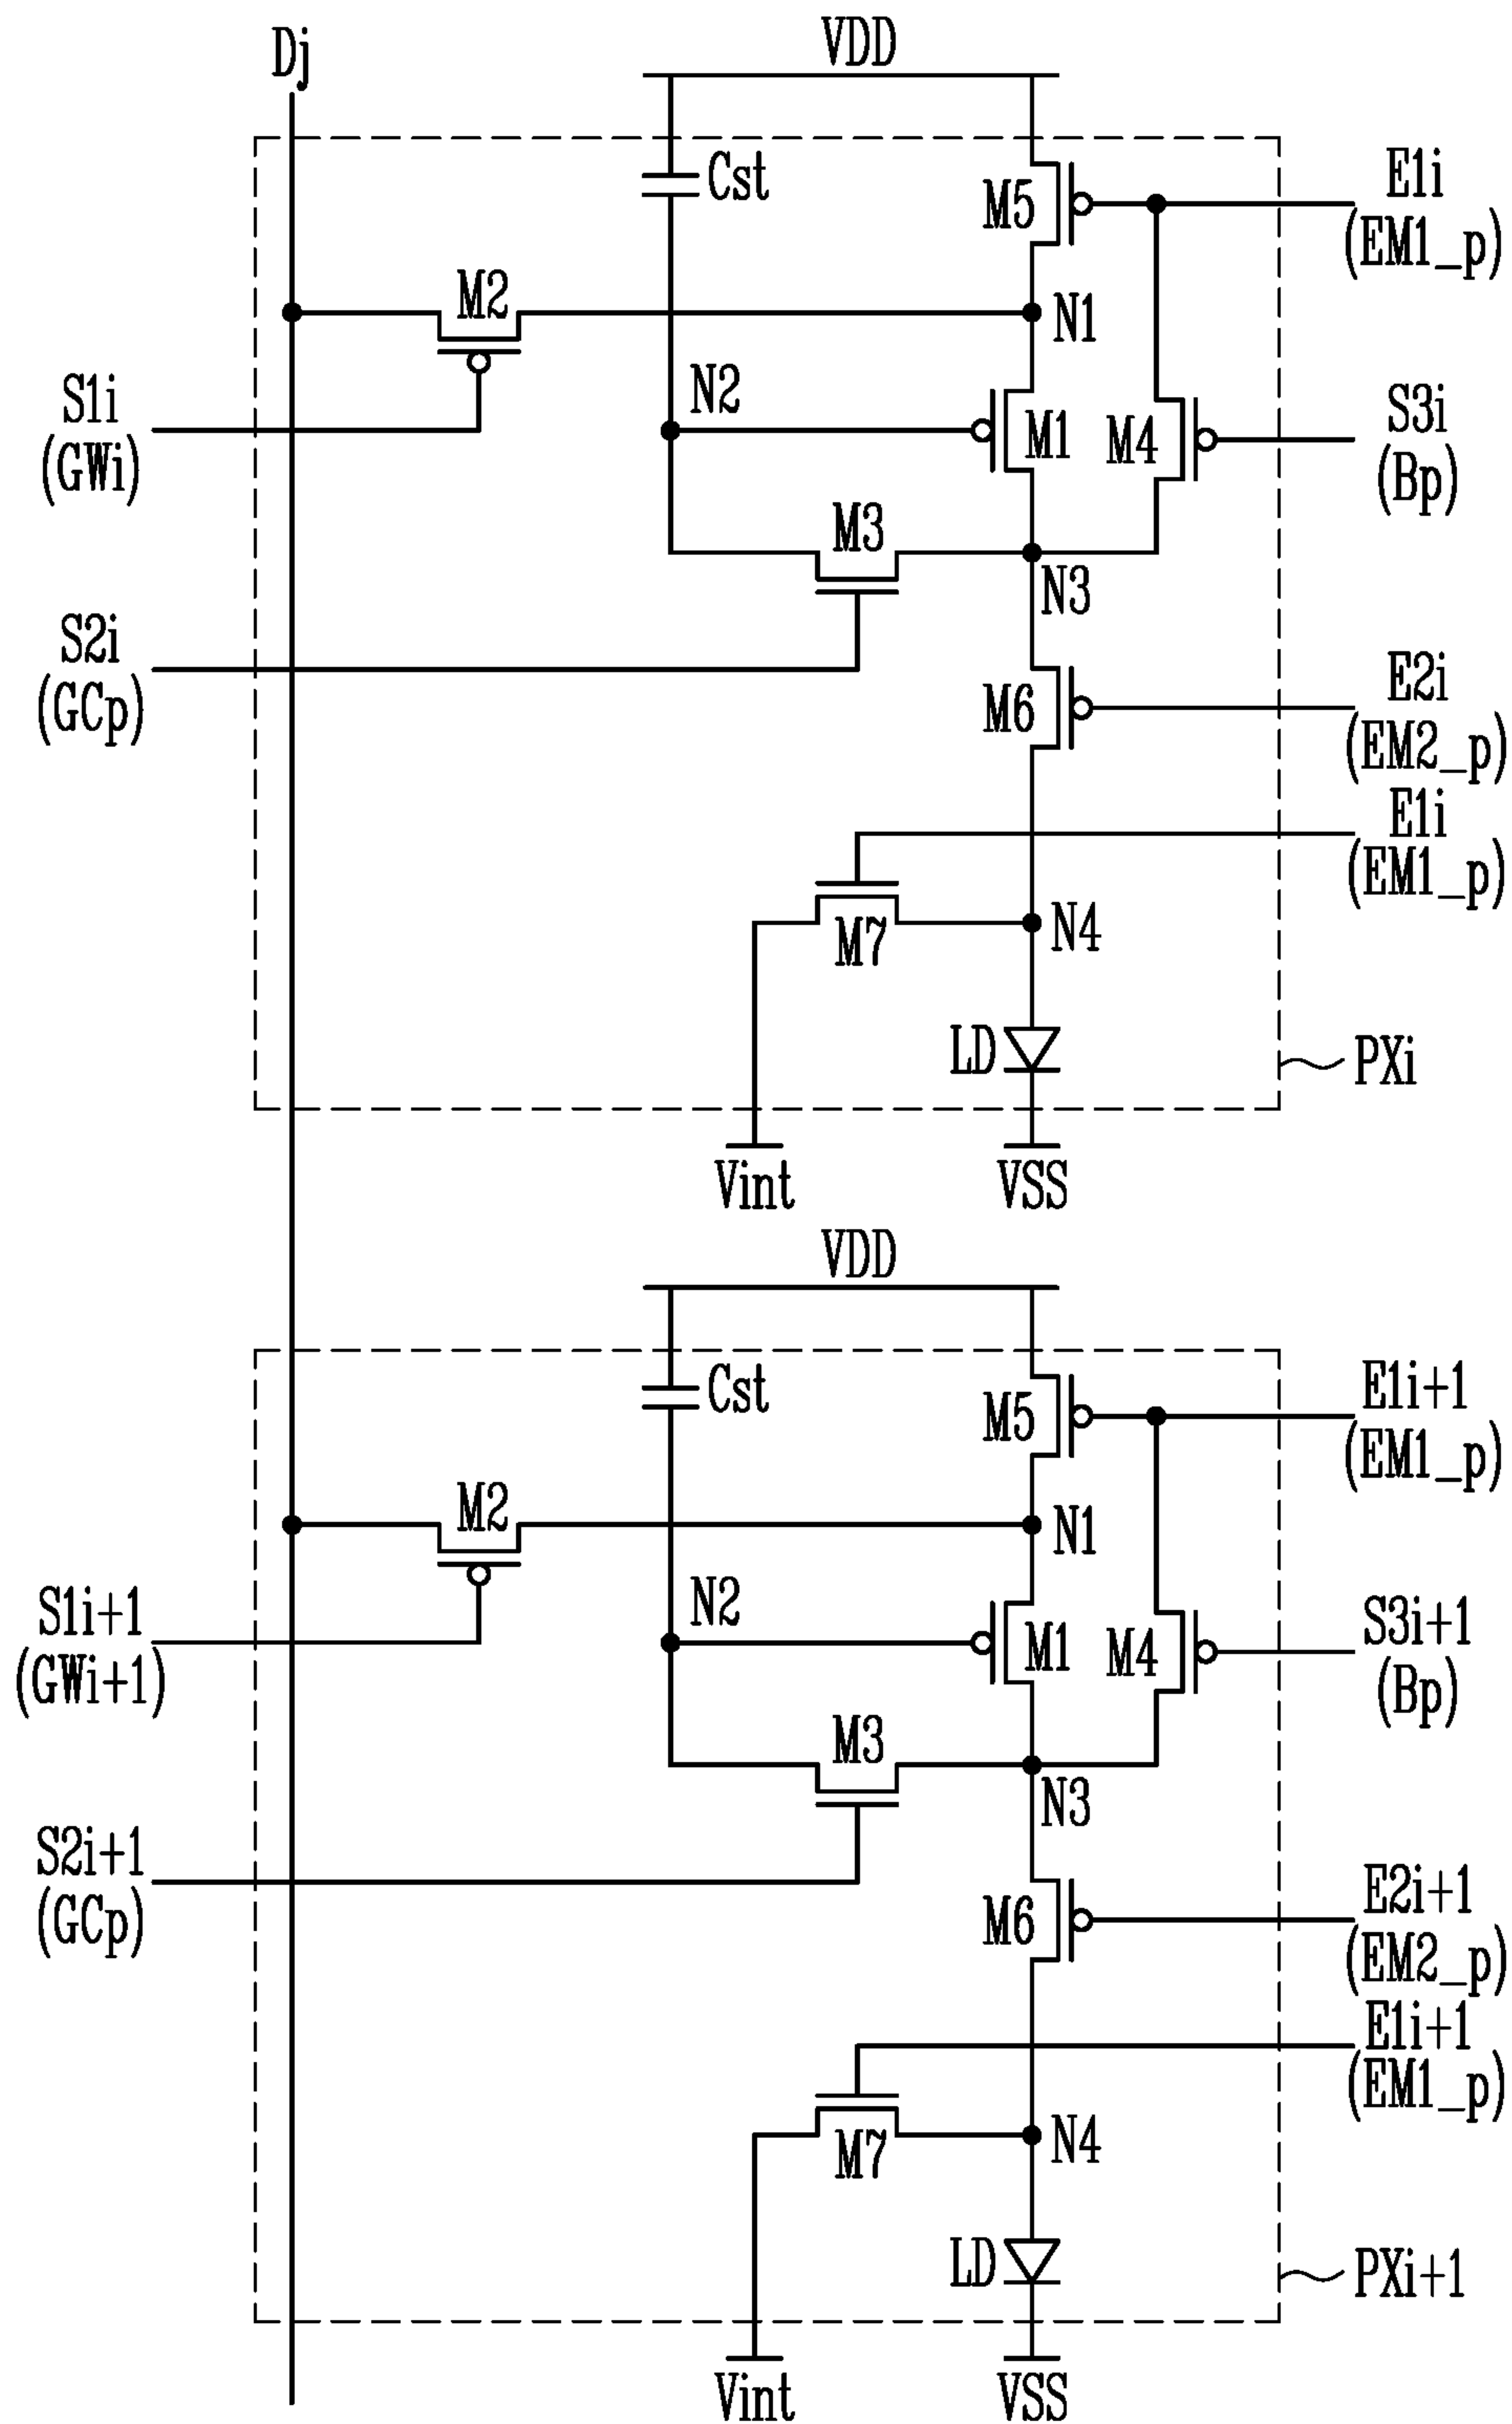 Dj
VDD
Cst
M5
E1i
(EM1_p)
M2
N1
S1i
(GWi)
N2
M1
M4
S3i
(Bp)
M3
N3
S2i
(GCp)
M6
E2i
(EM2_p)
E1i
(EM1_p)
M7
N4
LD
PXi
Vint
VSS
VDD
Cst
M5
E1i+1
(EM1_p)
M2
N1
S1i+1
(GWi+1)
N2
M1
M4
S3i+1
(Bp)
M3
N3
S2i+1
(GCp)
M6
E2i+1
(EM2_p)
E1i+1
(EM1_p)
M7
N4
LD
PXi+1
Vint
VSS